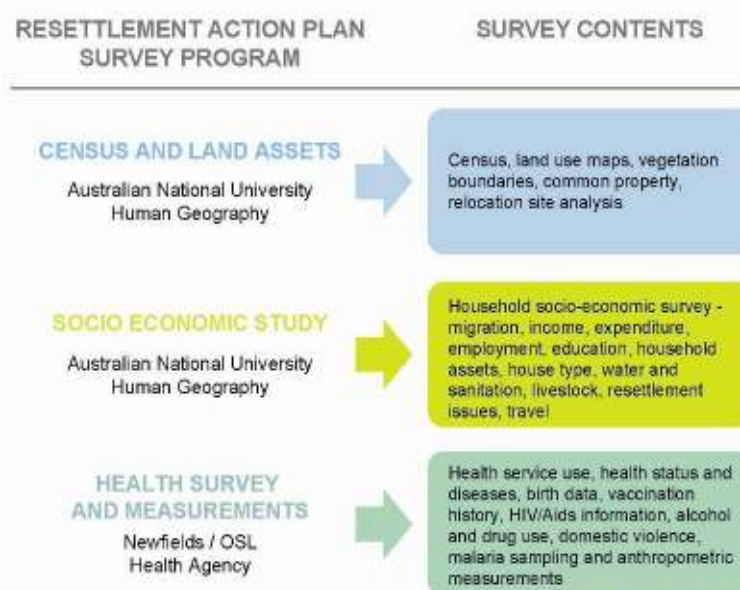 RESETTLEMENT ACTION PLAN
SURVEY PROGRAM
SURVEY CONTENTS
CENSUS AND LAND ASSETS
Australian National University
Human Geography
Census, land use maps, vegetation
boundaries, common property,
relocation site analysis
SOCIO ECONOMIC STUDY
Australian National University
Human Geography
Household socio-economic survey -
migration, income, expenditure,
employment, education, household
assets, house type, water and
sanitation, livestock, resettlement
issues, travel
HEALTH SURVEY
AND MEASUREMENTS
Newfields / OSL
Health Agency
Health service use, health status and
diseases, birth data, vaccination
history, HIV/Aids information, alcohol
and drug use, domestic violence,
malaria sampling and anthropometric
measurements